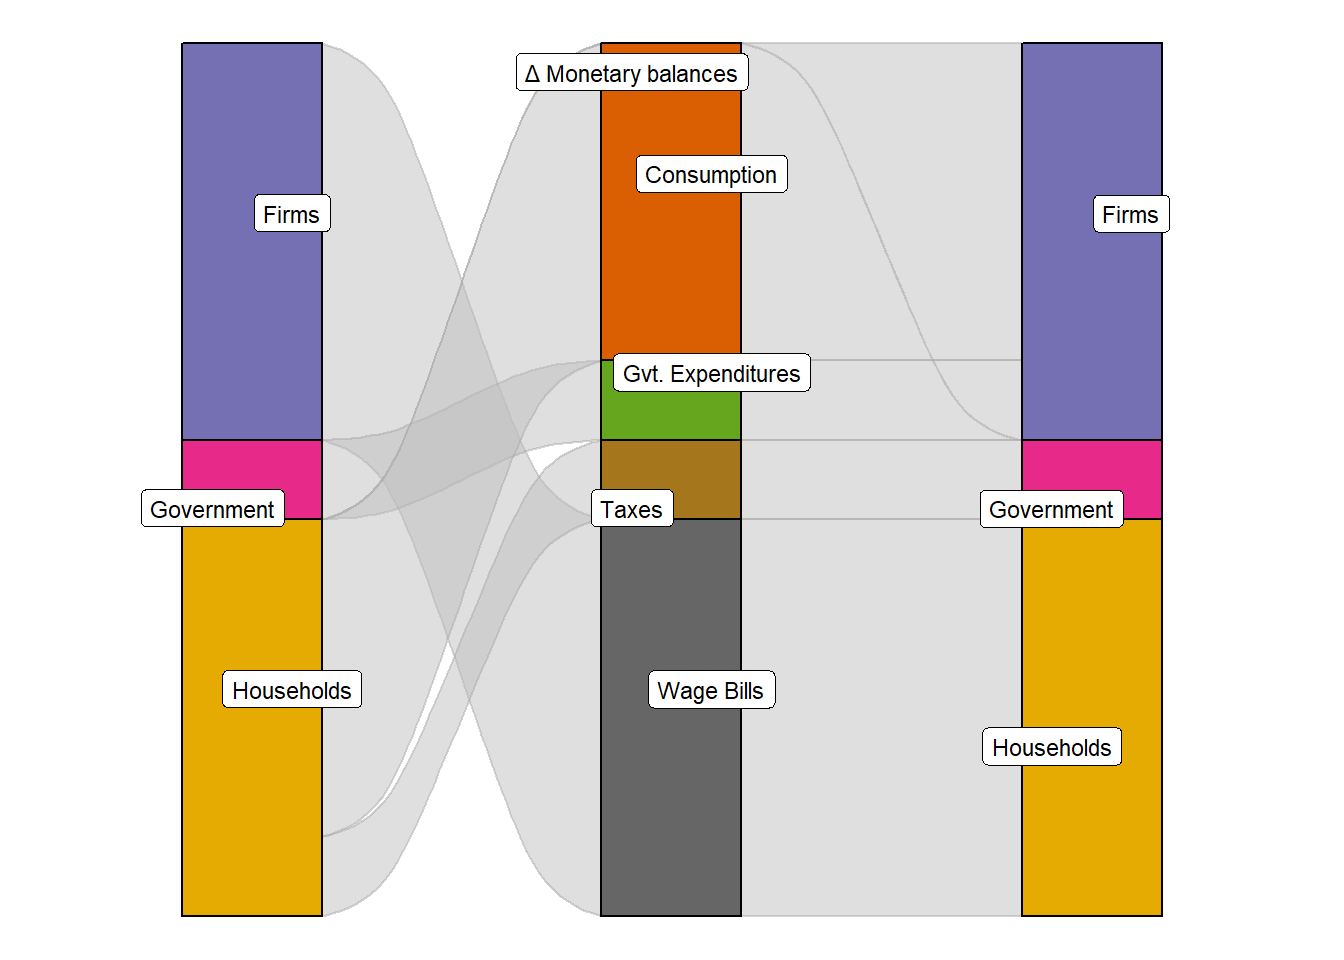 Δ Monetary balances
Consumption
Firms
Firms
Gvt. Expenditures
Government
Taxes
Government
Households
Wage Bills
Households